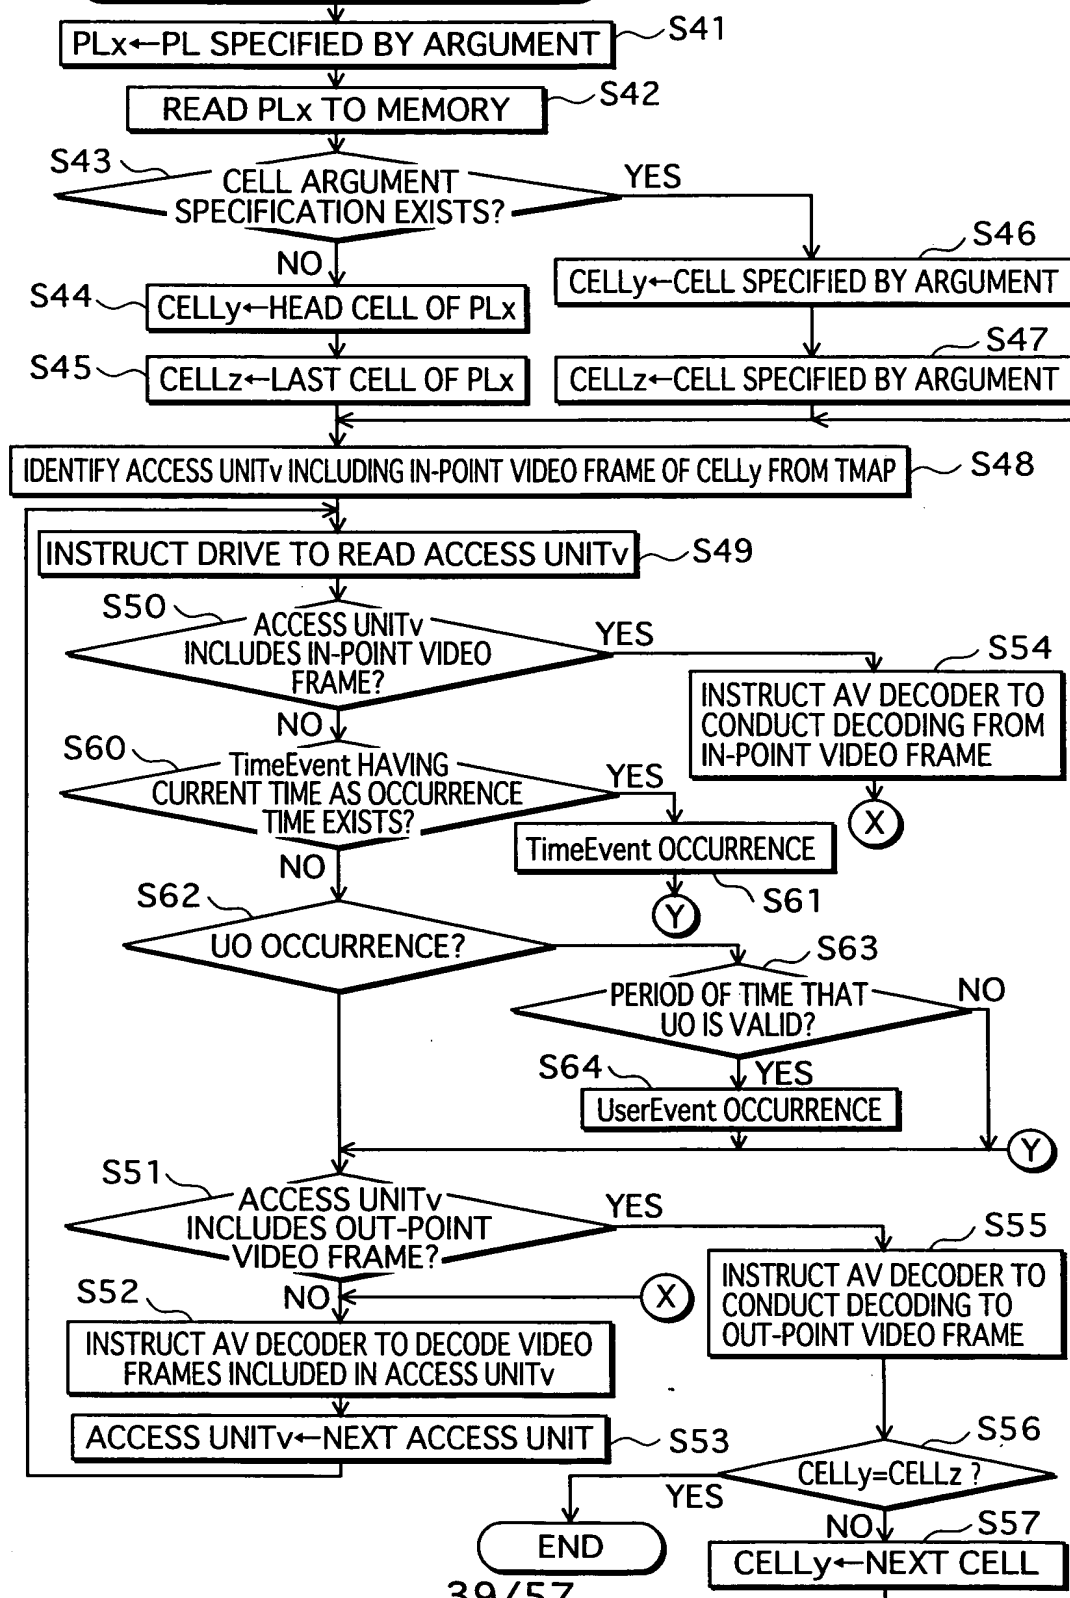 PLx←PL SPECIFIED BY ARGUMENT
S41
READ PLx TO MEMORY
S42
S43
CELL ARGUMENT
SPECIFICATION EXISTS?
YES
NO
S46
CELLy←CELL SPECIFIED BY ARGUMENT
S44
CELLy←HEAD CELL OF PLx
S47
CELLz←CELL SPECIFIED BY ARGUMENT
S45
CELLz←LAST CELL OF PLx
IDENTIFY ACCESS UNITv INCLUDING IN-POINT VIDEO FRAME OF CELLy FROM TMAP
S48
INSTRUCT DRIVE TO READ ACCESS UNITv
S49
S50
ACCESS UNITv
INCLUDES IN-POINT VIDEO
FRAME?
YES
NO
S54
INSTRUCT AV DECODER TO
CONDUCT DECODING FROM
IN-POINT VIDEO FRAME
X
S60
TimeEvent HAVING
CURRENT TIME AS OCCURRENCE
TIME EXISTS?
YES
NO
TimeEvent OCCURRENCE
S61
Y
S62
UO OCCURRENCE?
S63
PERIOD OF TIME THAT
UO IS VALID?
NO
YES
S64
UserEvent OCCURRENCE
Y
S51
ACCESS UNITv
INCLUDES OUT-POINT
VIDEO FRAME?
YES
NO
X
S55
INSTRUCT AV DECODER TO
CONDUCT DECODING TO
OUT-POINT VIDEO FRAME
S52
INSTRUCT AV DECODER TO DECODE VIDEO
FRAMES INCLUDED IN ACCESS UNITv
ACCESS UNITv←NEXT ACCESS UNIT
S53
S56
CELLy=CELLz ?
YES
NO
END
S57
CELLy←NEXT CELL
39/57